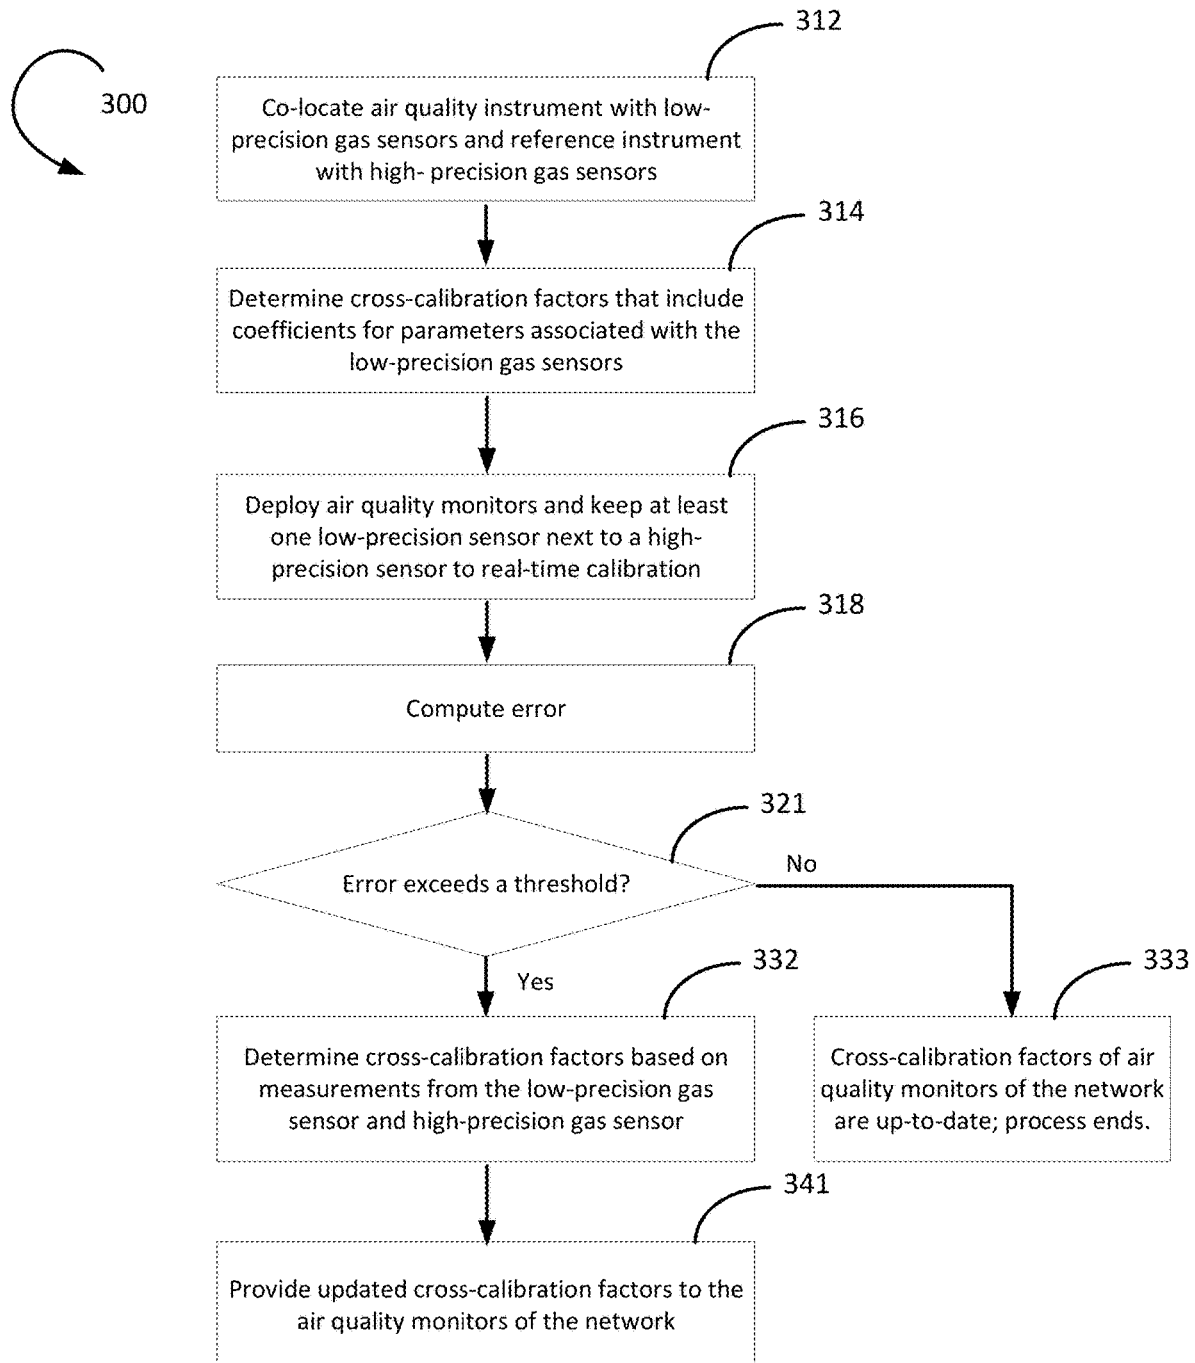 312
300
Co-locate air quality instrument with low-
precision gas sensors and reference instrument
with high- precision gas sensors
314
Determine cross-calibration factors that include
coefficients for parameters associated with the
low-precision gas sensors
316
Deploy air quality monitors and keep at least
one low-precision sensor next to a high-
precision sensor to real-time calibration
318
Compute error
321
Error exceeds a threshold?
No
Yes
332
Determine cross-calibration factors based on
measurements from the low-precision gas
sensor and high-precision gas sensor
333
Cross-calibration factors of air
quality monitors of the network
are up-to-date; process ends.
341
Provide updated cross-calibration factors to the
air quality monitors of the network